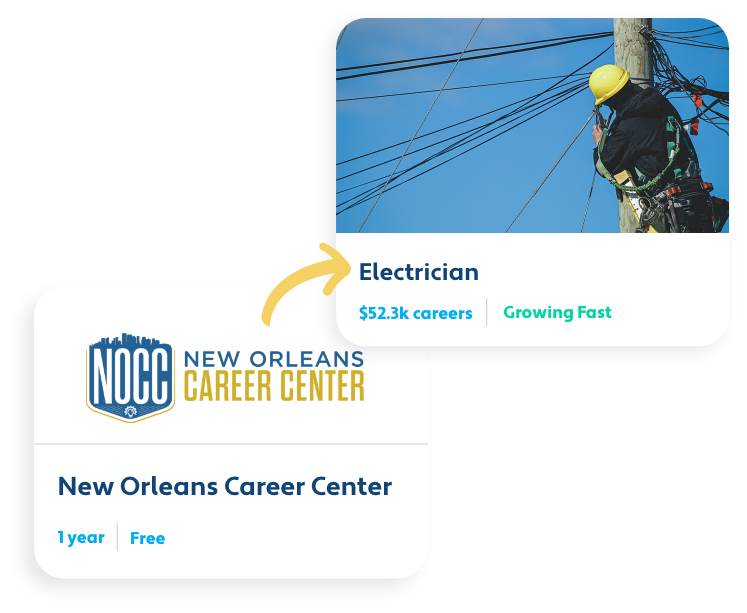 Electrician
$52.3k careers
Growing Fast
NOCC
NEW ORLEANS
CAREER CENTER
New Orleans Career Center
1 year
Free